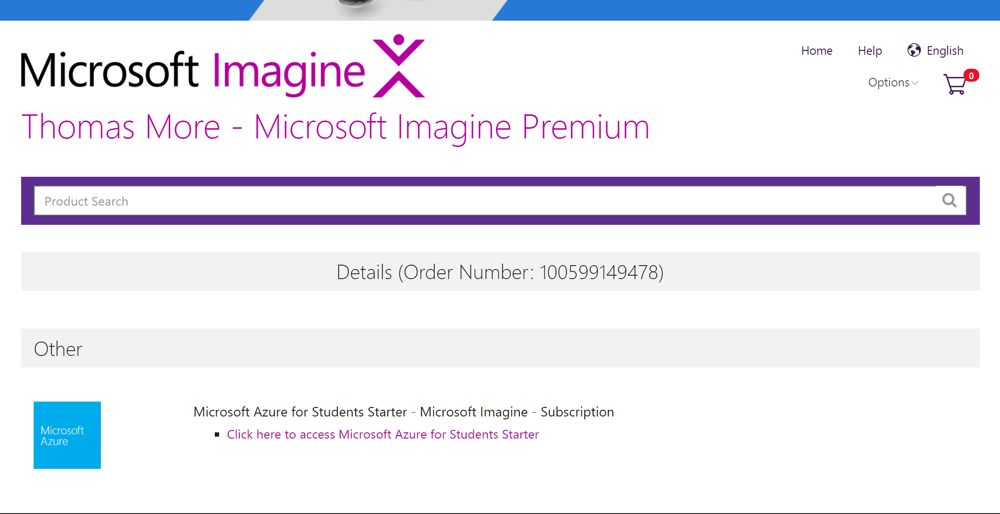 Microsoft Imagine
Home Help English
Options 0
Thomas More - Microsoft Imagine Premium
Product Search
Details (Order Number: 100599149478)
Other
Microsoft
Azure
Microsoft Azure for Students Starter - Microsoft Imagine - Subscription
Click here to access Microsoft Azure for Students Starter